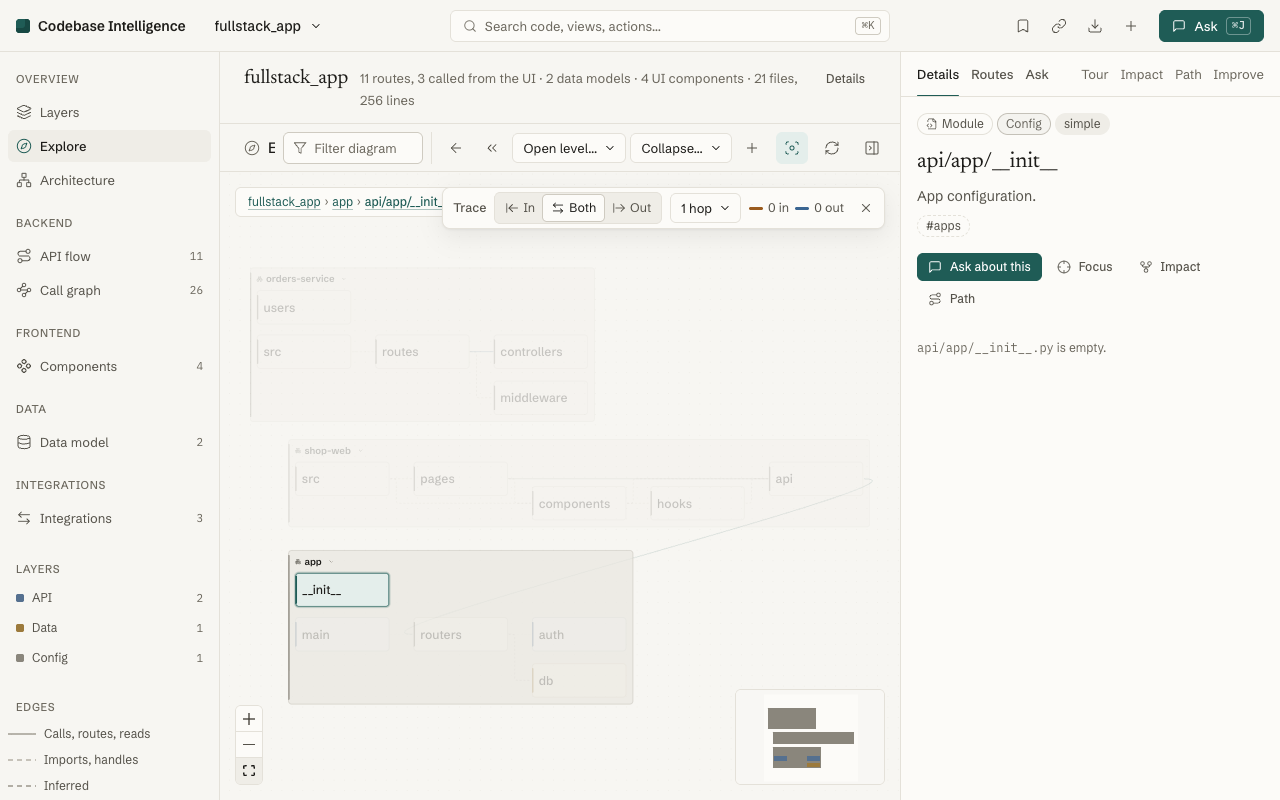 Codebase Intelligence
fullstack_app
Search code, views, actions...
⌘K
Ask ⌘J
OVERVIEW
Layers
Explore
Architecture
BACKEND
API flow 11
Call graph 26
FRONTEND
Components 4
DATA
Data model 2
INTEGRATIONS
Integrations 3
LAYERS
API 2
Data 1
Config 1
EDGES
Calls, routes, reads
Imports, handles
Inferred
fullstack_app
11 routes, 3 called from the UI · 2 data models · 4 UI components · 21 files,
256 lines
Details
E
Filter diagram
Open level...
Collapse...
fullstack_app › app › api/app/__init_
Trace
In
Both
Out
1 hop
0 in
0 out
orders-service
users
src
routes
controllers
middleware
shop-web
src
pages
api
components
hooks
app
__init__
main
routers
auth
db
Details Routes Ask Tour Impact Path Improve
Module Config simple
api/app/__init__
App configuration.
#apps
Ask about this
Focus
Impact
Path
api/app/__init__.py is empty.